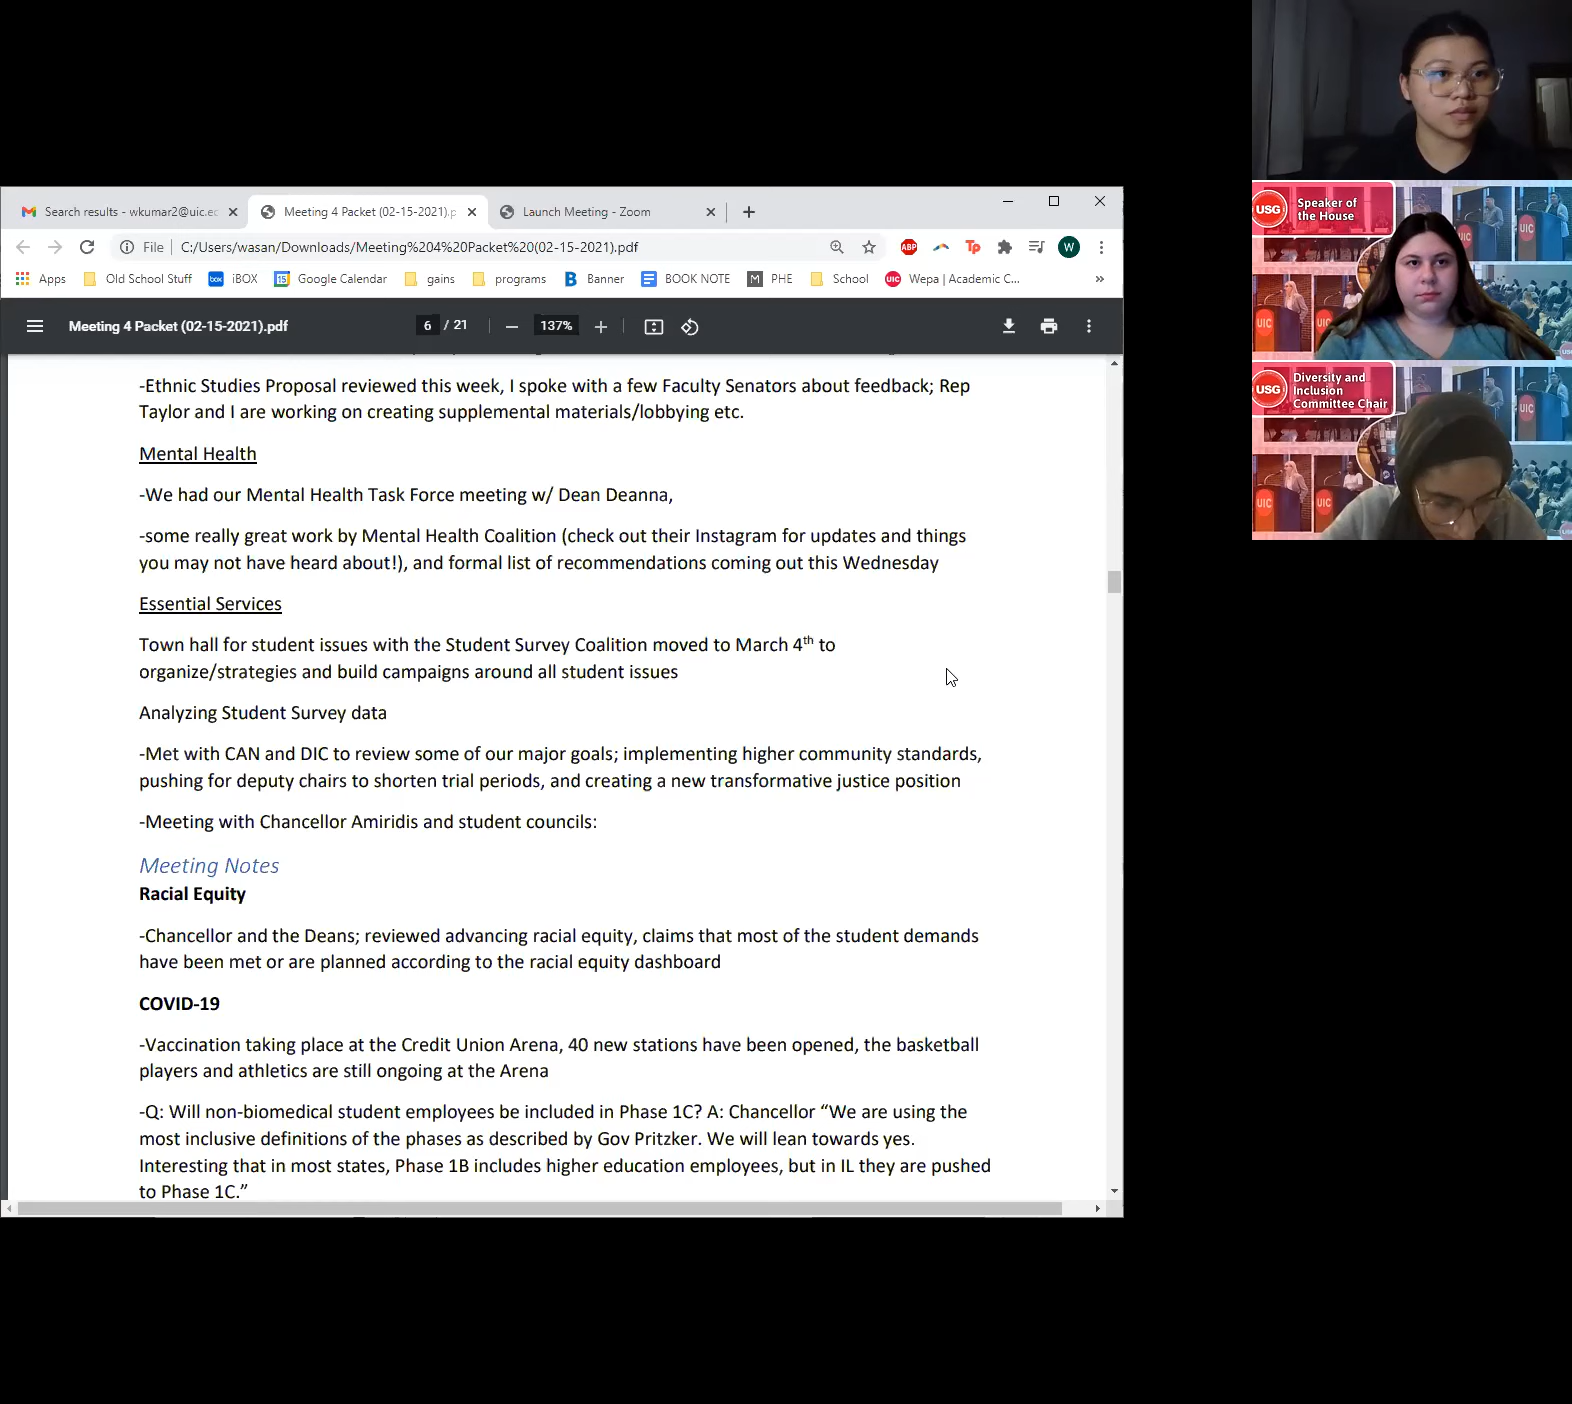 Search results - wkumar2@uic.ec
Meeting 4 Packet (02-15-2021).p
Launch Meeting - Zoom
File
C:/Users/wasan/Downloads/Meeting%204%20Packet%20(02-15-2021).pdf
ABP
Tp
W
Apps
Old School Stuff
box
iBOX
15
Google Calendar
gains
programs
B
Banner
BOOK NOTE
M
PHE
School
UIC
Wepa | Academic C...
»
Meeting 4 Packet (02-15-2021).pdf
6 / 21
137%
-Ethnic Studies Proposal reviewed this week, I spoke with a few Faculty Senators about feedback; Rep
Taylor and I are working on creating supplemental materials/lobbying etc.
Mental Health
-We had our Mental Health Task Force meeting w/ Dean Deanna,
-some really great work by Mental Health Coalition (check out their Instagram for updates and things
you may not have heard about!), and formal list of recommendations coming out this Wednesday
Essential Services
Town hall for student issues with the Student Survey Coalition moved to March 4th to
organize/strategies and build campaigns around all student issues
Analyzing Student Survey data
-Met with CAN and DIC to review some of our major goals; implementing higher community standards,
pushing for deputy chairs to shorten trial periods, and creating a new transformative justice position
-Meeting with Chancellor Amiridis and student councils:
Meeting Notes
Racial Equity
-Chancellor and the Deans; reviewed advancing racial equity, claims that most of the student demands
have been met or are planned according to the racial equity dashboard
COVID-19
-Vaccination taking place at the Credit Union Arena, 40 new stations have been opened, the basketball
players and athletics are still ongoing at the Arena
-Q: Will non-biomedical student employees be included in Phase 1C? A: Chancellor “We are using the
most inclusive definitions of the phases as described by Gov Pritzker. We will lean towards yes.
Interesting that in most states, Phase 1B includes higher education employees, but in IL they are pushed
to Phase 1C.”
USG
Speaker of
the House
UIC
UIC
UIC
UIC
USG
Diversity and
Inclusion
Committee Chair
UIC
UIC
UIC